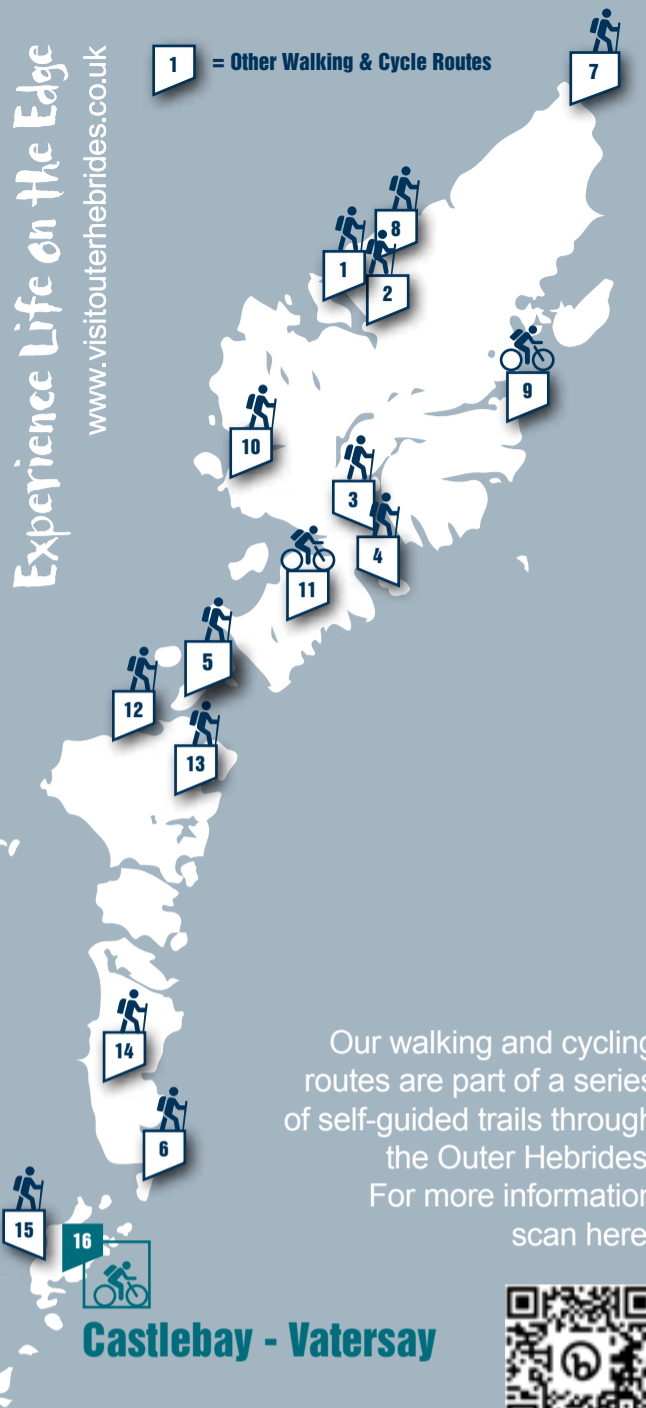 Experience Life on the Edge
www.visitouterhebrides.co.uk
1 = Other Walking & Cycle Routes
7
8
1
2
9
10
3
4
11
5
12
13
14
6
15
16
Castlebay - Vatersay
Our walking and cycling
routes are part of a series
of self-guided trails through
the Outer Hebrides
For more information
scan here